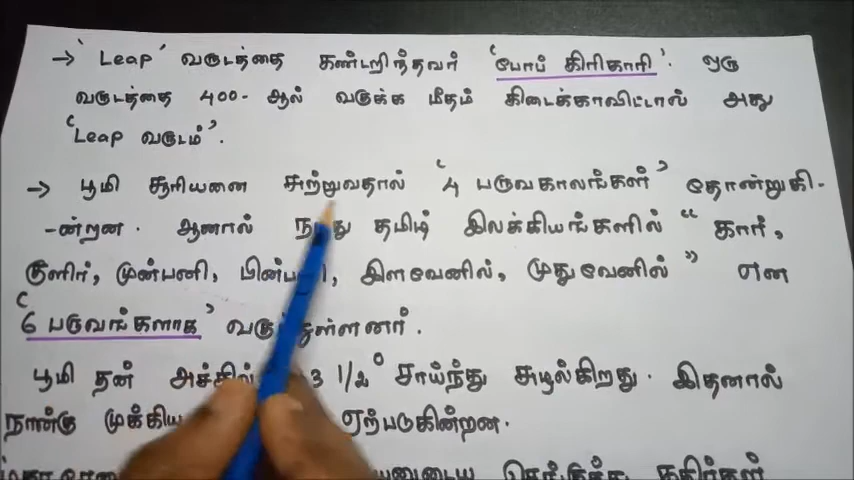 → 'Leap' வருடத்தை கண்டறிந்தவர் 'போப் கிரிகாரி'. ஒரு
வருடத்தை 400-ஆல் வகுக்க மீதம் கிடைக்காவிட்டால் அது
'Leap வருடம்'.
→ பூமி சூரியனை சுற்றுவதால் '4 பருவகாலங்கள்' தோன்றுகி-
-ன்றன. ஆனால் நமது தமிழ் இலக்கியங்களில் "கார்,
குளிர், முன்பனி, பின்பனி, இளவேனில், முதுவேனில்" என
'6 பருவங்களாக' வகுத்துள்ளனர்.
பூமி தன் அச்சில் 3 1/2° சாய்ந்து சுழல்கிறது. இதனால்
நான்கு முக்கிய ஏற்படுகின்றன.
செங்குத்து கதிர்கள்